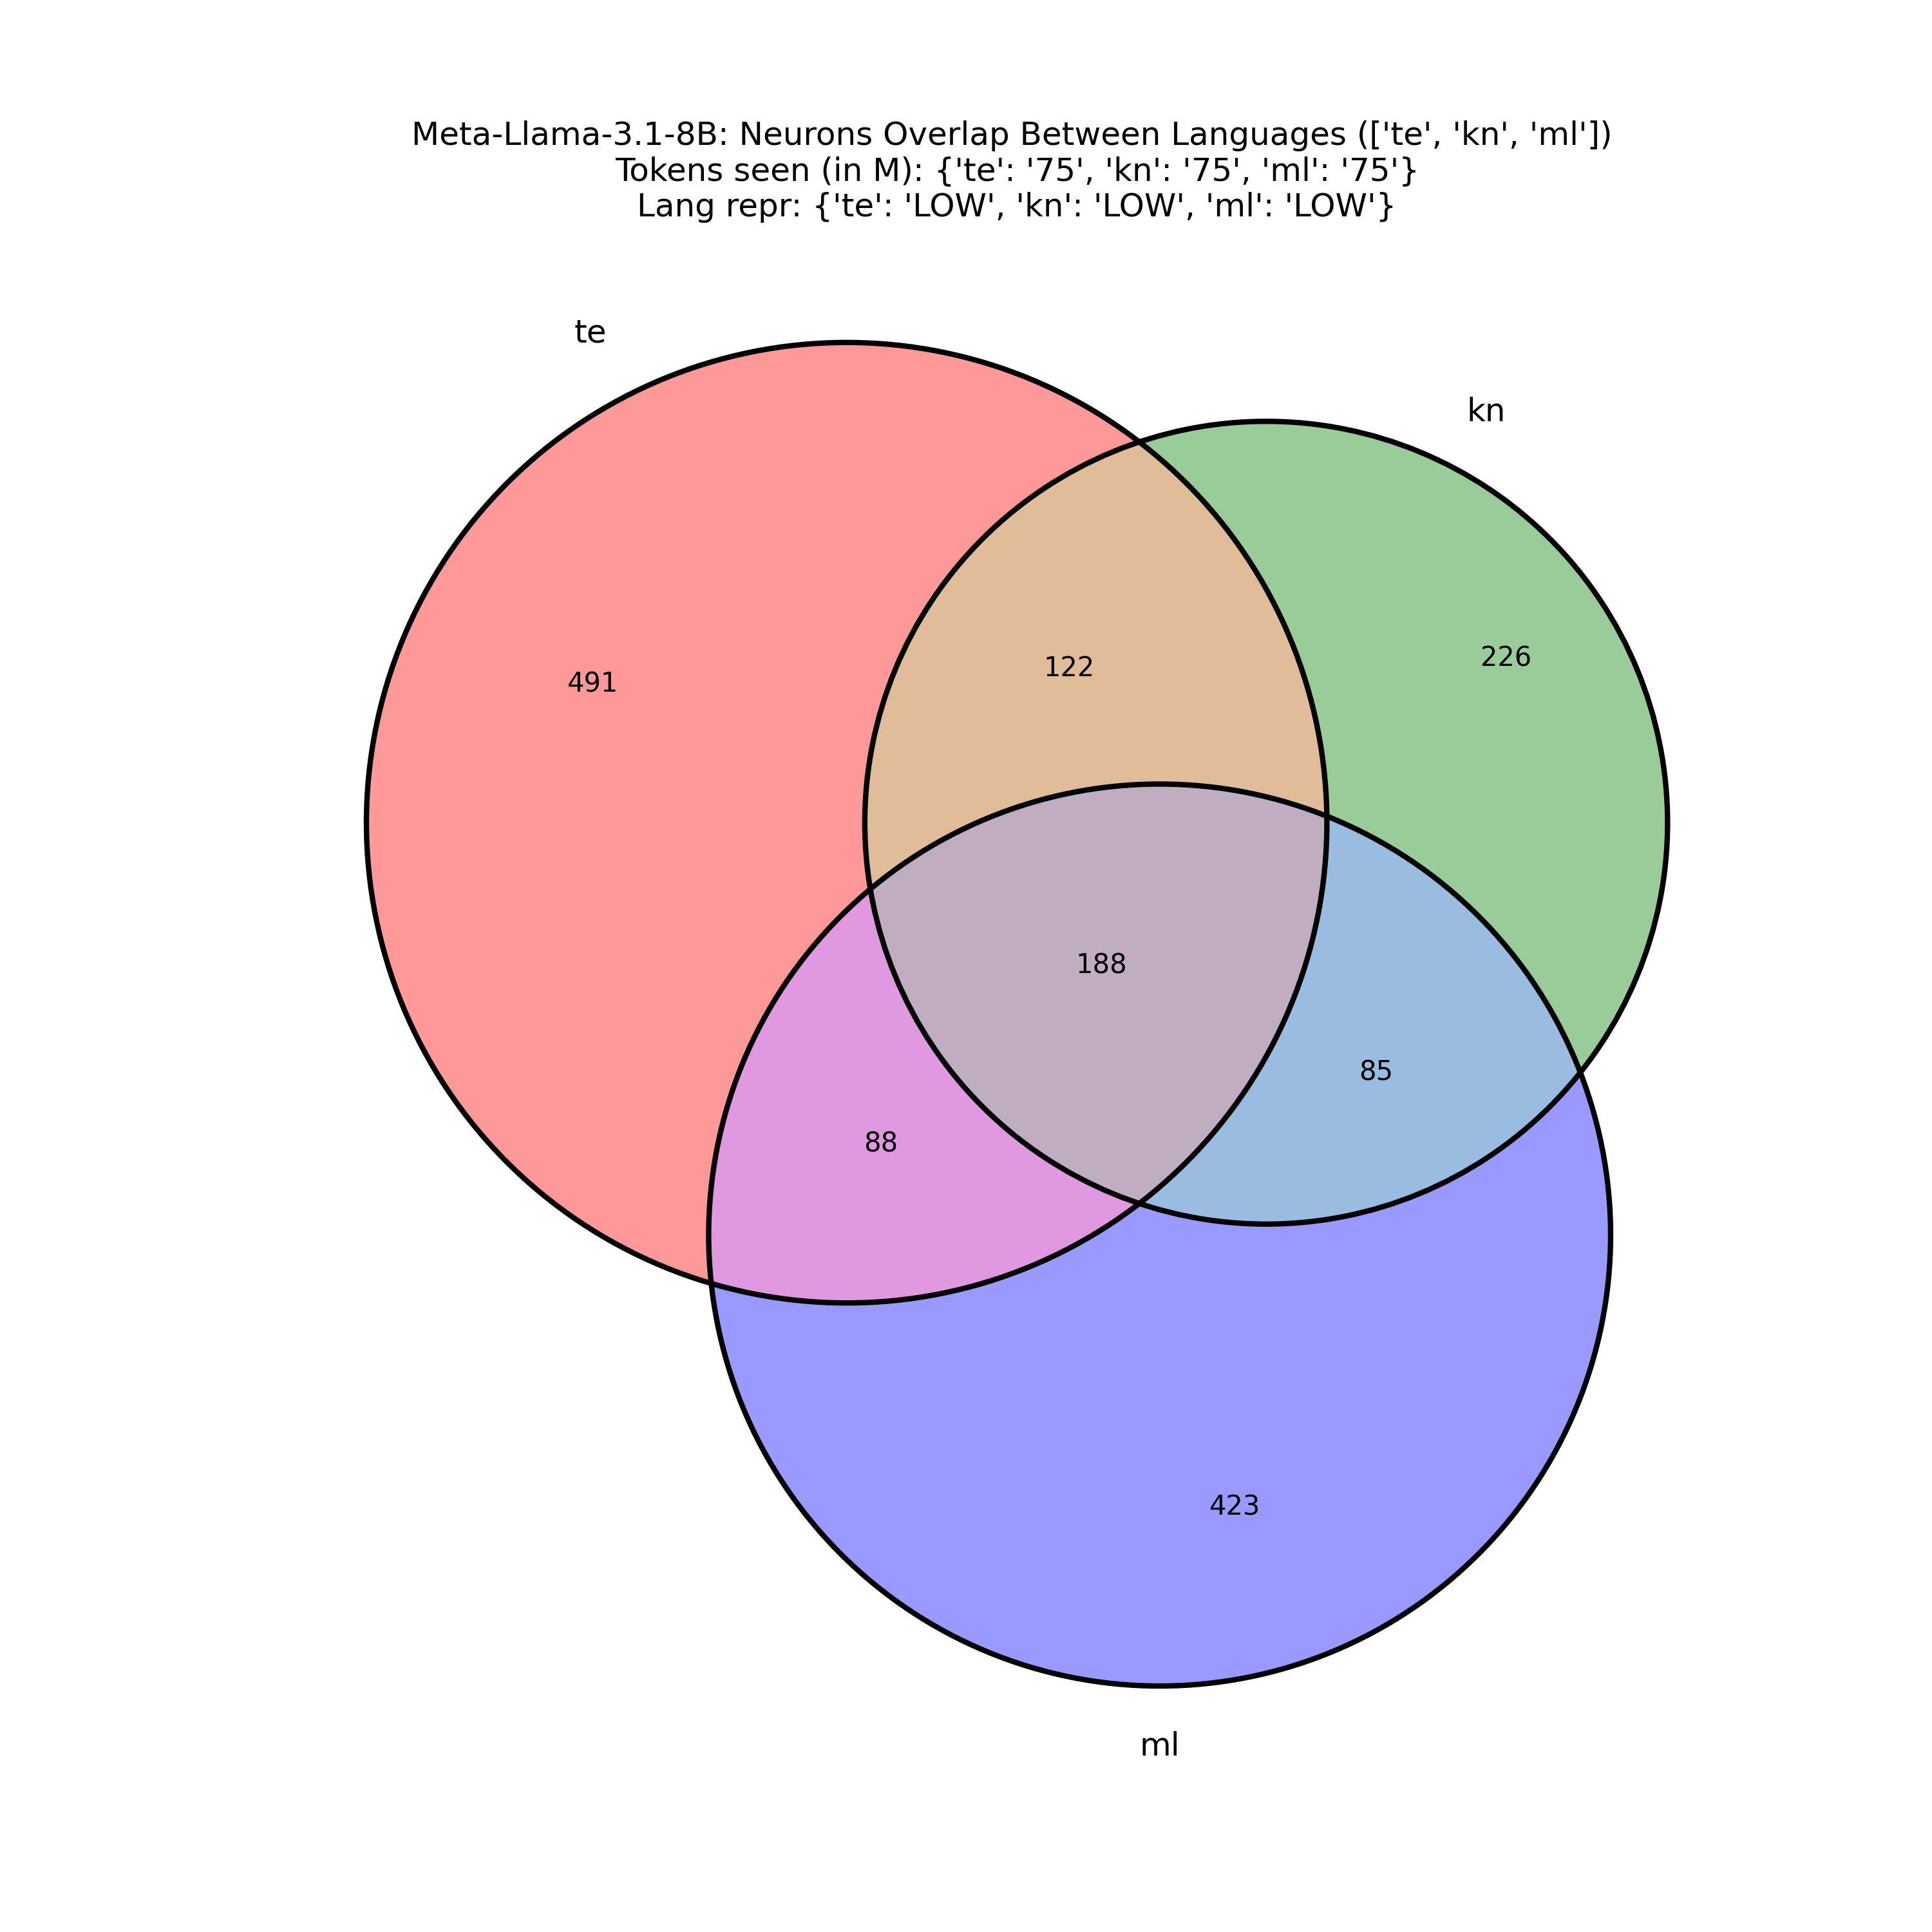 Meta-Llama-3.1-8B: Neurons Overlap Between Languages (['te', 'kn', 'ml'])
Tokens seen (in M): {'te': '75', 'kn': '75', 'ml': '75'}
Lang repr: {'te': 'LOW', 'kn': 'LOW', 'ml': 'LOW'}
te
kn
226
122
491
188
85
88
423
ml